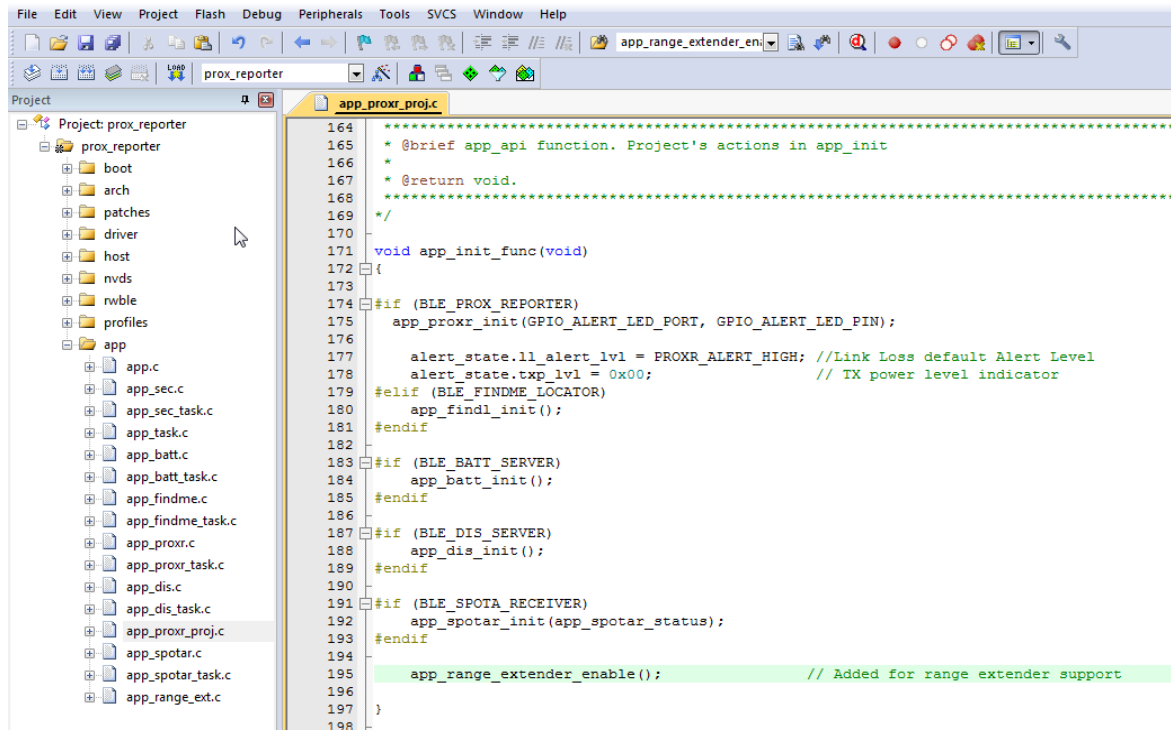 File Edit View Project Flash Debug Peripherals Tools SVCS Window Help
app_range_extender_en
LOAD prox_reporter
Project
app_proxr_proj.c
Project: prox_reporter
prox_reporter
boot
arch
patches
driver
host
nvds
rwble
profiles
app
app.c
app_sec.c
app_sec_task.c
app_task.c
app_batt.c
app_batt_task.c
app_findme.c
app_findme_task.c
app_proxr.c
app_proxr_task.c
app_dis.c
app_dis_task.c
app_proxr_proj.c
app_spotar.c
app_spotar_task.c
app_range_ext.c
164 ****************************************************************************************
165 * @brief app_api function. Project's actions in app_init
166 *
167 * @return void.
168 ****************************************************************************************
169 */
170
171 void app_init_func(void)
172 {
173
174 #if (BLE_PROX_REPORTER)
175 app_proxr_init(GPIO_ALERT_LED_PORT, GPIO_ALERT_LED_PIN);
176
177 alert_state.ll_alert_lvl = PROXR_ALERT_HIGH; //Link Loss default Alert Level
178 alert_state.txp_lvl = 0x00; // TX power level indicator
179 #elif (BLE_FINDME_LOCATOR)
180 app_findl_init();
181 #endif
182
183 #if (BLE_BATT_SERVER)
184 app_batt_init();
185 #endif
186
187 #if (BLE_DIS_SERVER)
188 app_dis_init();
189 #endif
190
191 #if (BLE_SPOTA_RECEIVER)
192 app_spotar_init(app_spotar_status);
193 #endif
194
195 app_range_extender_enable(); // Added for range extender support
196
197 }
198